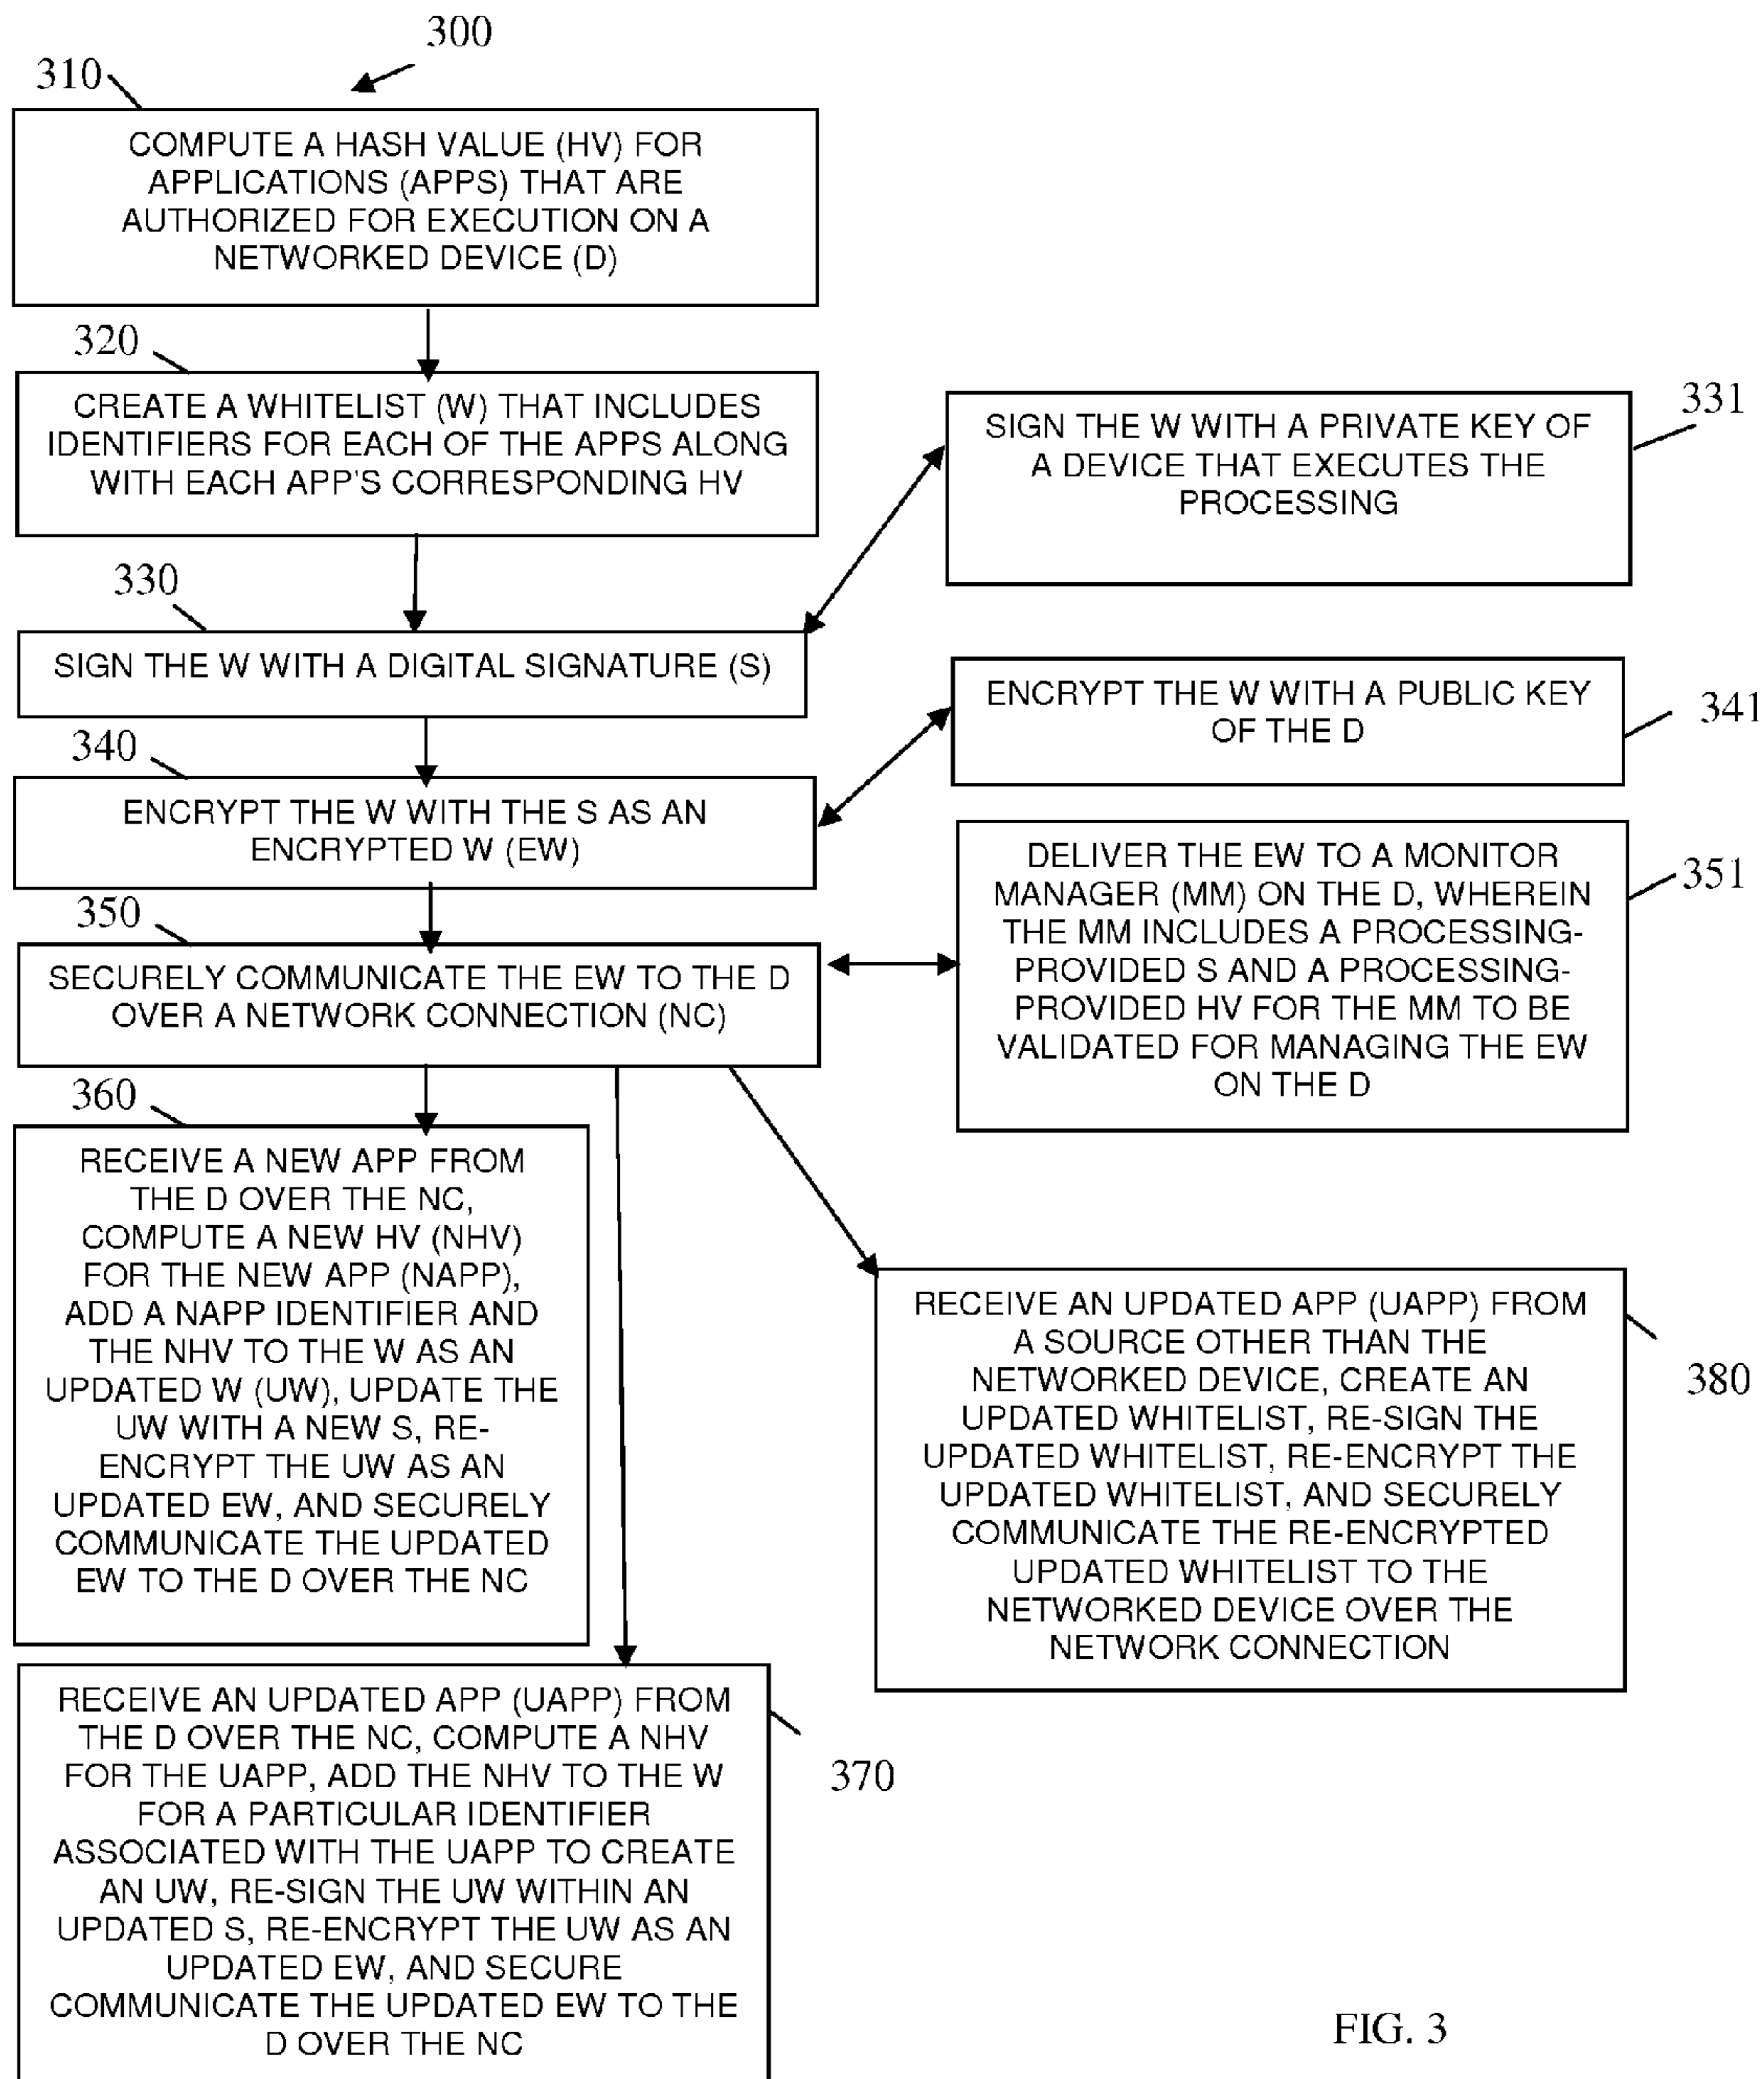 300
310
COMPUTE A HASH VALUE (HV) FOR
APPLICATIONS (APPS) THAT ARE
AUTHORIZED FOR EXECUTION ON A
NETWORKED DEVICE (D)
320
CREATE A WHITELIST (W) THAT INCLUDES
IDENTIFIERS FOR EACH OF THE APPS ALONG
WITH EACH APP'S CORRESPONDING HV
331
SIGN THE W WITH A PRIVATE KEY OF
A DEVICE THAT EXECUTES THE
PROCESSING
330
SIGN THE W WITH A DIGITAL SIGNATURE (S)
341
ENCRYPT THE W WITH A PUBLIC KEY
OF THE D
340
ENCRYPT THE W WITH THE S AS AN
ENCRYPTED W (EW)
351
DELIVER THE EW TO A MONITOR
MANAGER (MM) ON THE D, WHEREIN
THE MM INCLUDES A PROCESSING-
PROVIDED S AND A PROCESSING-
PROVIDED HV FOR THE MM TO BE
VALIDATED FOR MANAGING THE EW
ON THE D
350
SECURELY COMMUNICATE THE EW TO THE D
OVER A NETWORK CONNECTION (NC)
360
RECEIVE A NEW APP FROM
THE D OVER THE NC,
COMPUTE A NEW HV (NHV)
FOR THE NEW APP (NAPP),
ADD A NAPP IDENTIFIER AND
THE NHV TO THE W AS AN
UPDATED W (UW), UPDATE THE
UW WITH A NEW S, RE-
ENCRYPT THE UW AS AN
UPDATED EW, AND SECURELY
COMMUNICATE THE UPDATED
EW TO THE D OVER THE NC
380
RECEIVE AN UPDATED APP (UAPP) FROM
A SOURCE OTHER THAN THE
NETWORKED DEVICE, CREATE AN
UPDATED WHITELIST, RE-SIGN THE
UPDATED WHITELIST, RE-ENCRYPT THE
UPDATED WHITELIST, AND SECURELY
COMMUNICATE THE RE-ENCRYPTED
UPDATED WHITELIST TO THE
NETWORKED DEVICE OVER THE
NETWORK CONNECTION
370
RECEIVE AN UPDATED APP (UAPP) FROM
THE D OVER THE NC, COMPUTE A NHV
FOR THE UAPP, ADD THE NHV TO THE W
FOR A PARTICULAR IDENTIFIER
ASSOCIATED WITH THE UAPP TO CREATE
AN UW, RE-SIGN THE UW WITHIN AN
UPDATED S, RE-ENCRYPT THE UW AS AN
UPDATED EW, AND SECURE
COMMUNICATE THE UPDATED EW TO THE
D OVER THE NC
FIG. 3